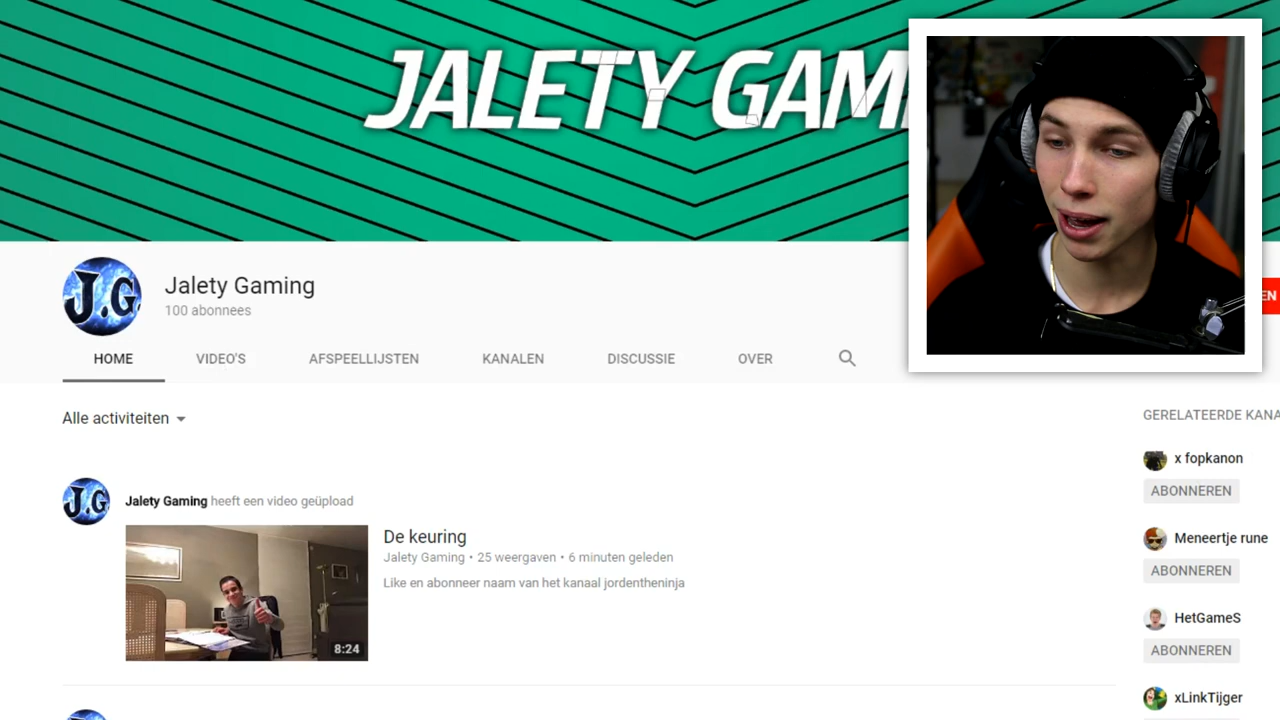 JALETY GAM
J.G.
Jalety Gaming
100 abonnees
EN
HOME VIDEO'S AFSPEELLIJSTEN KANALEN DISCUSSIE OVER
Alle activiteiten
GERELATEERDE KANA
x fopkanon
ABONNEREN
J.G
Jalety Gaming heeft een video geüpload
De keuring
Jalety Gaming • 25 weergaven • 6 minuten geleden
Like en abonneer naam van het kanaal jordentheninja
8:24
Meneertje rune
ABONNEREN
HetGameS
ABONNEREN
xLinkTijger